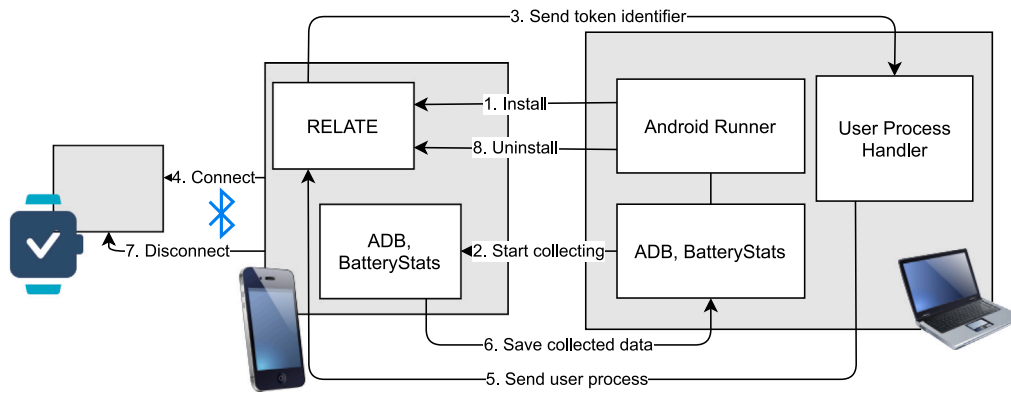 3. Send token identifier
RELATE
1. Install
8. Uninstall
Android Runner
User Process
Handler
4. Connect
7. Disconnect
ADB,
BatteryStats
2. Start collecting
ADB, BatteryStats
6. Save collected data
5. Send user process